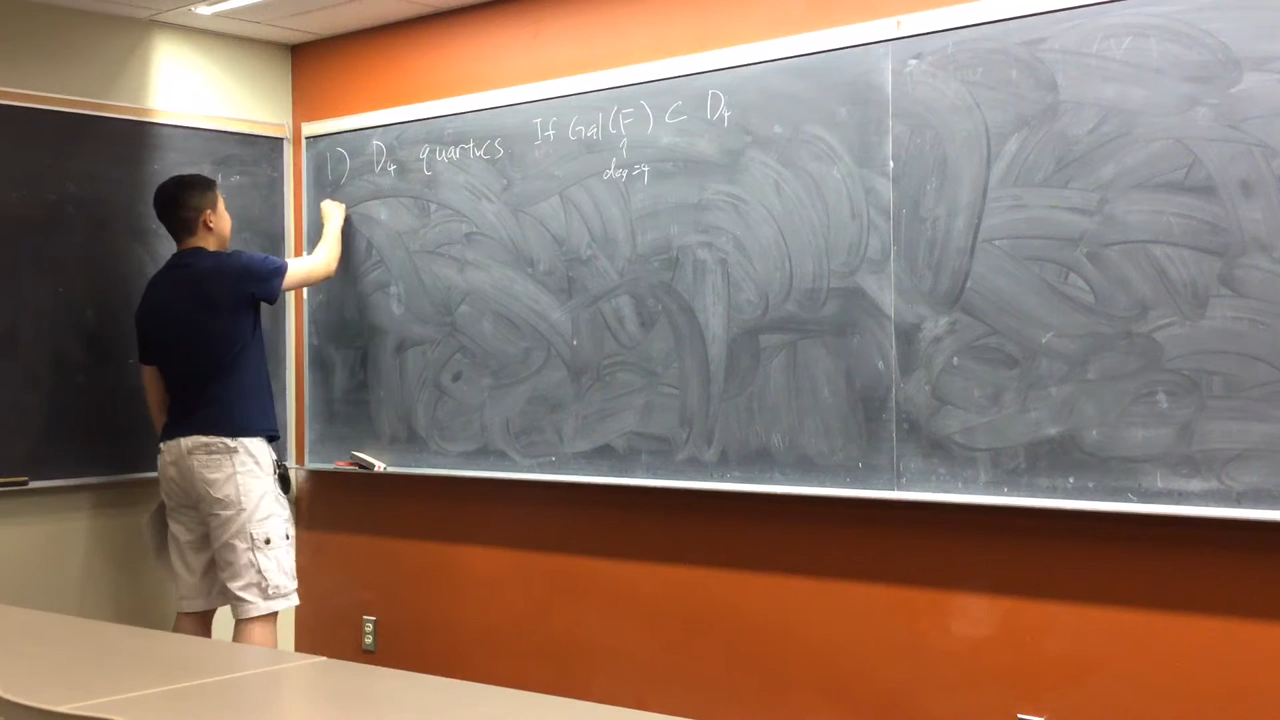 1) D₄ quartics. If Gal(F) ⊂ D₄
↑
deg=4